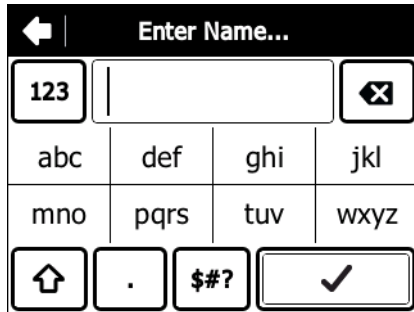 Enter Name...
123
abc def ghi jkl
mno pqrs tuv wxyz
. $#?